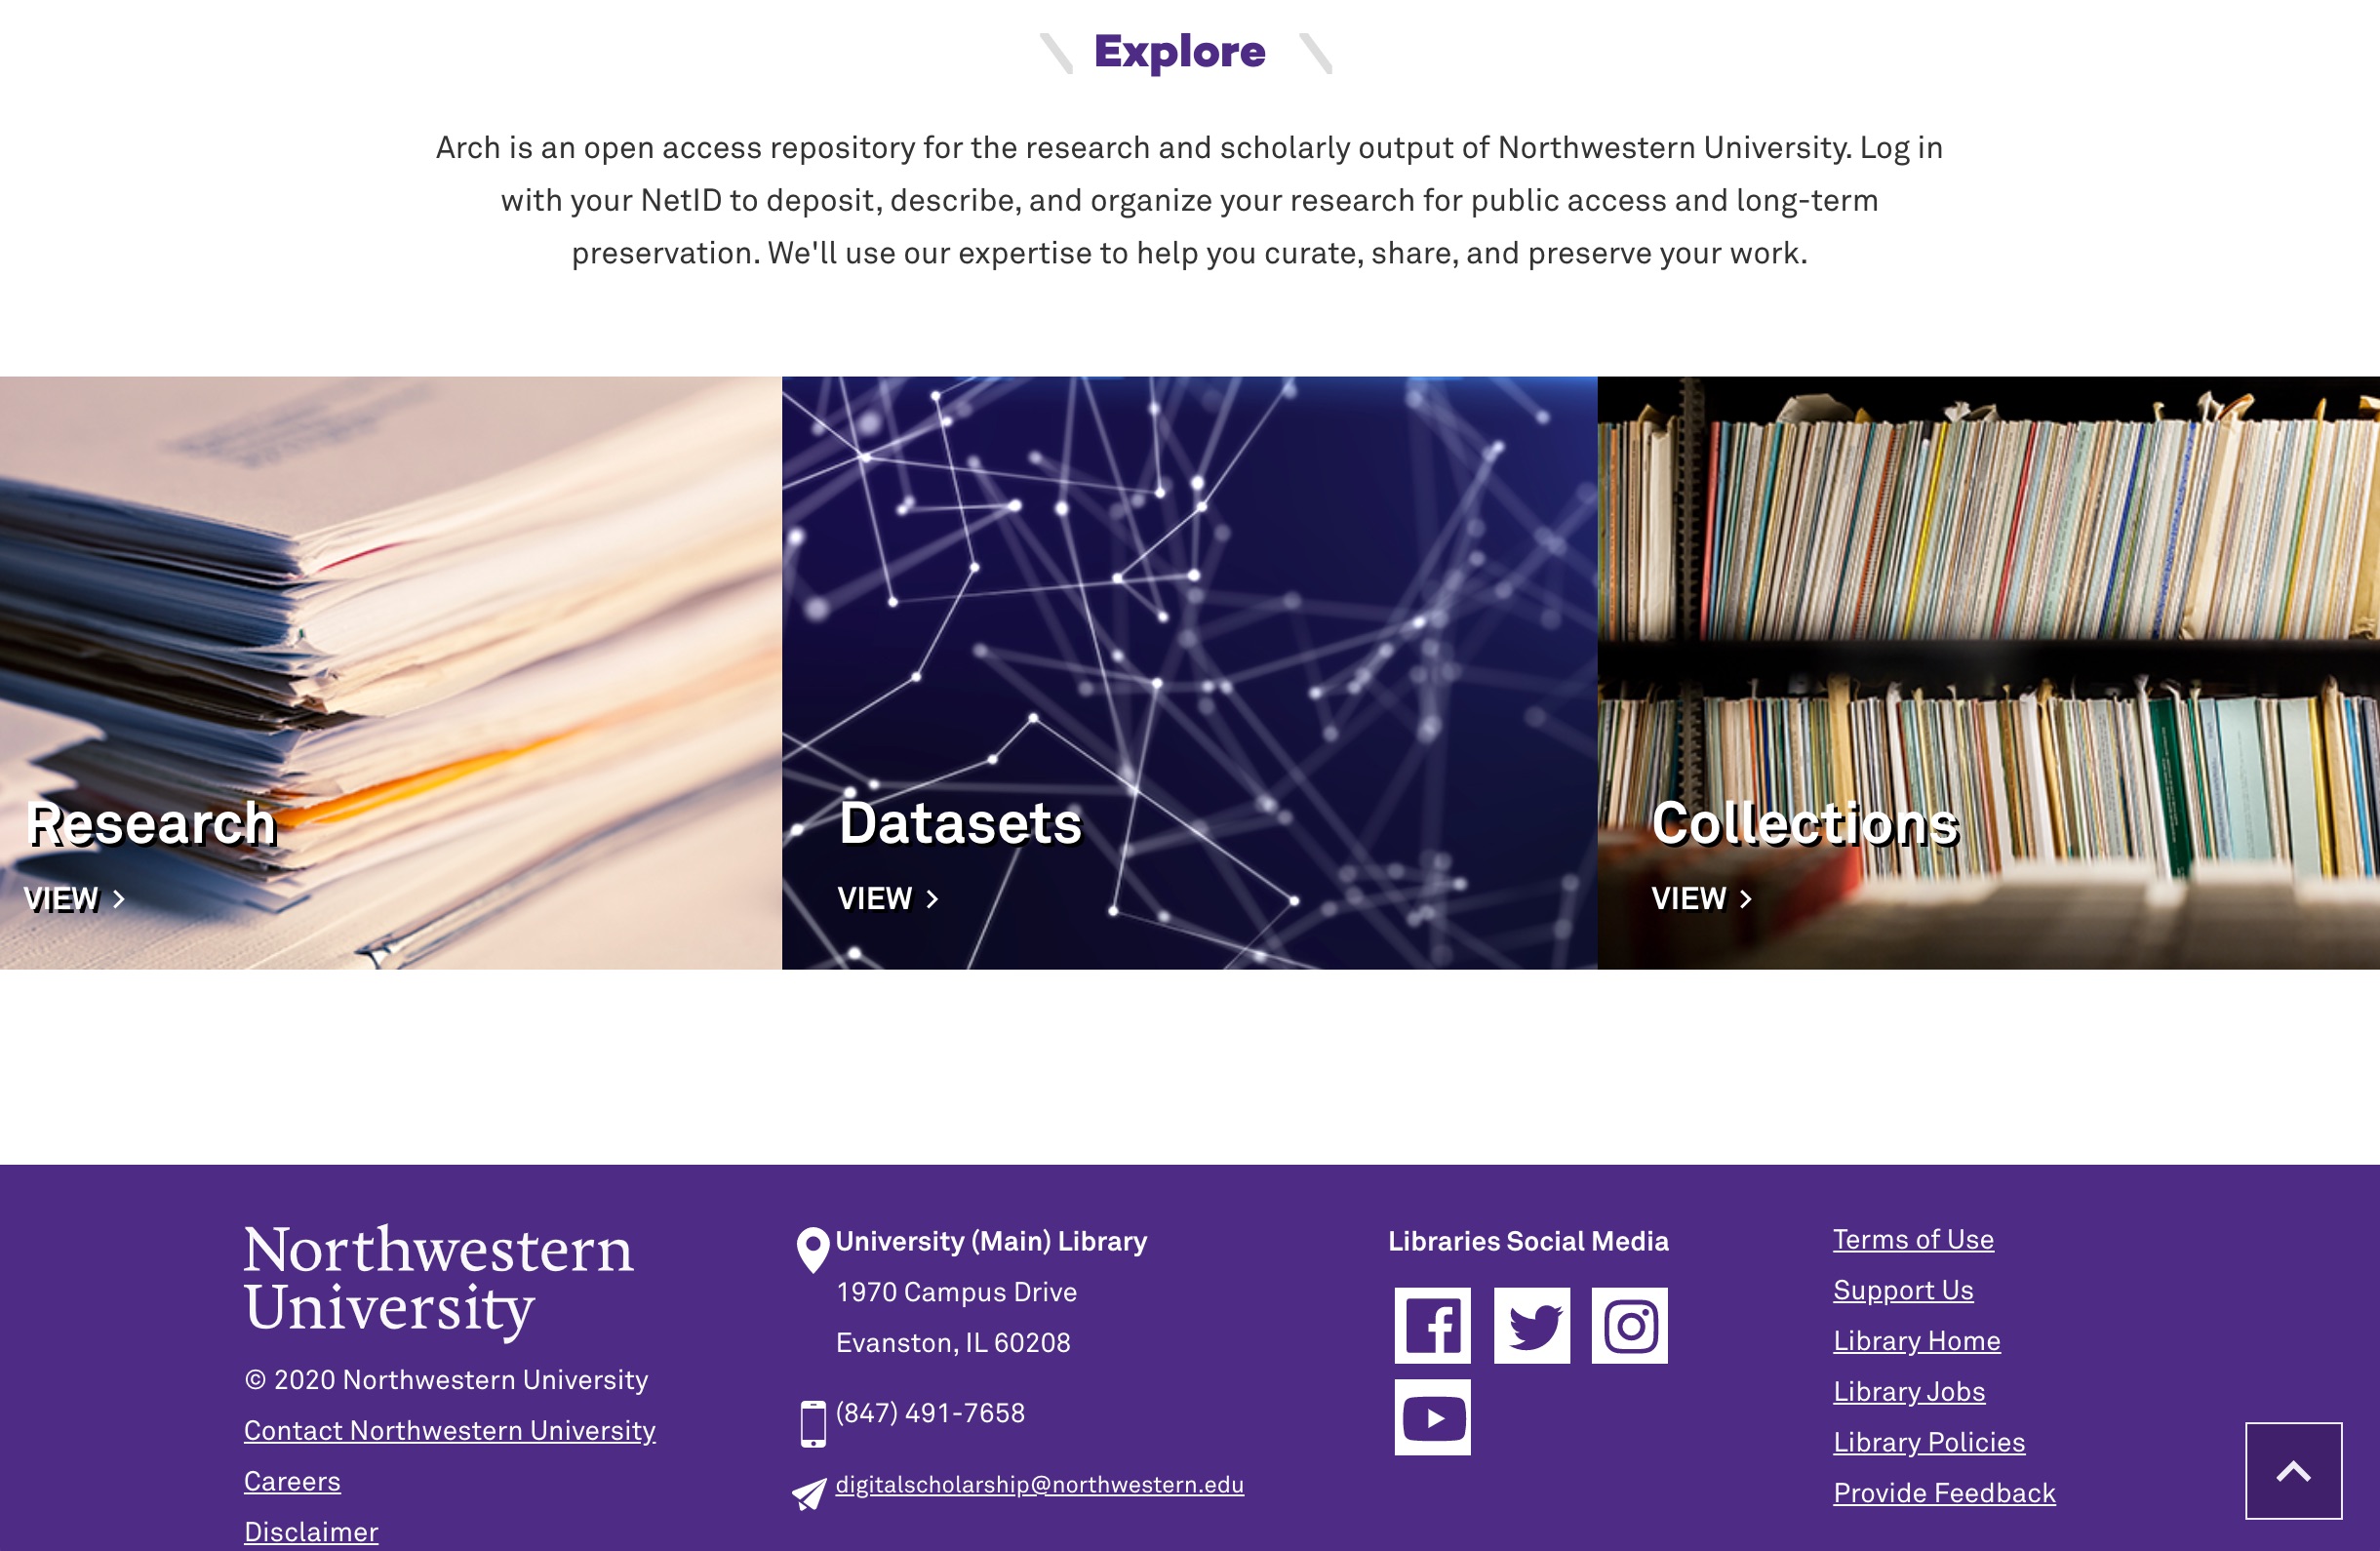 Explore
Arch is an open access repository for the research and scholarly output of Northwestern University. Log in
with your NetID to deposit, describe, and organize your research for public access and long-term
preservation. We'll use our expertise to help you curate, share, and preserve your work.
Research
VIEW >
Datasets
VIEW >
Collections
VIEW >
Northwestern
University
© 2020 Northwestern University
Contact Northwestern University
Careers
Disclaimer
University (Main) Library
1970 Campus Drive
Evanston, IL 60208
(847) 491-7658
digitalscholarship@northwestern.edu
Libraries Social Media
Terms of Use
Support Us
Library Home
Library Jobs
Library Policies
Provide Feedback